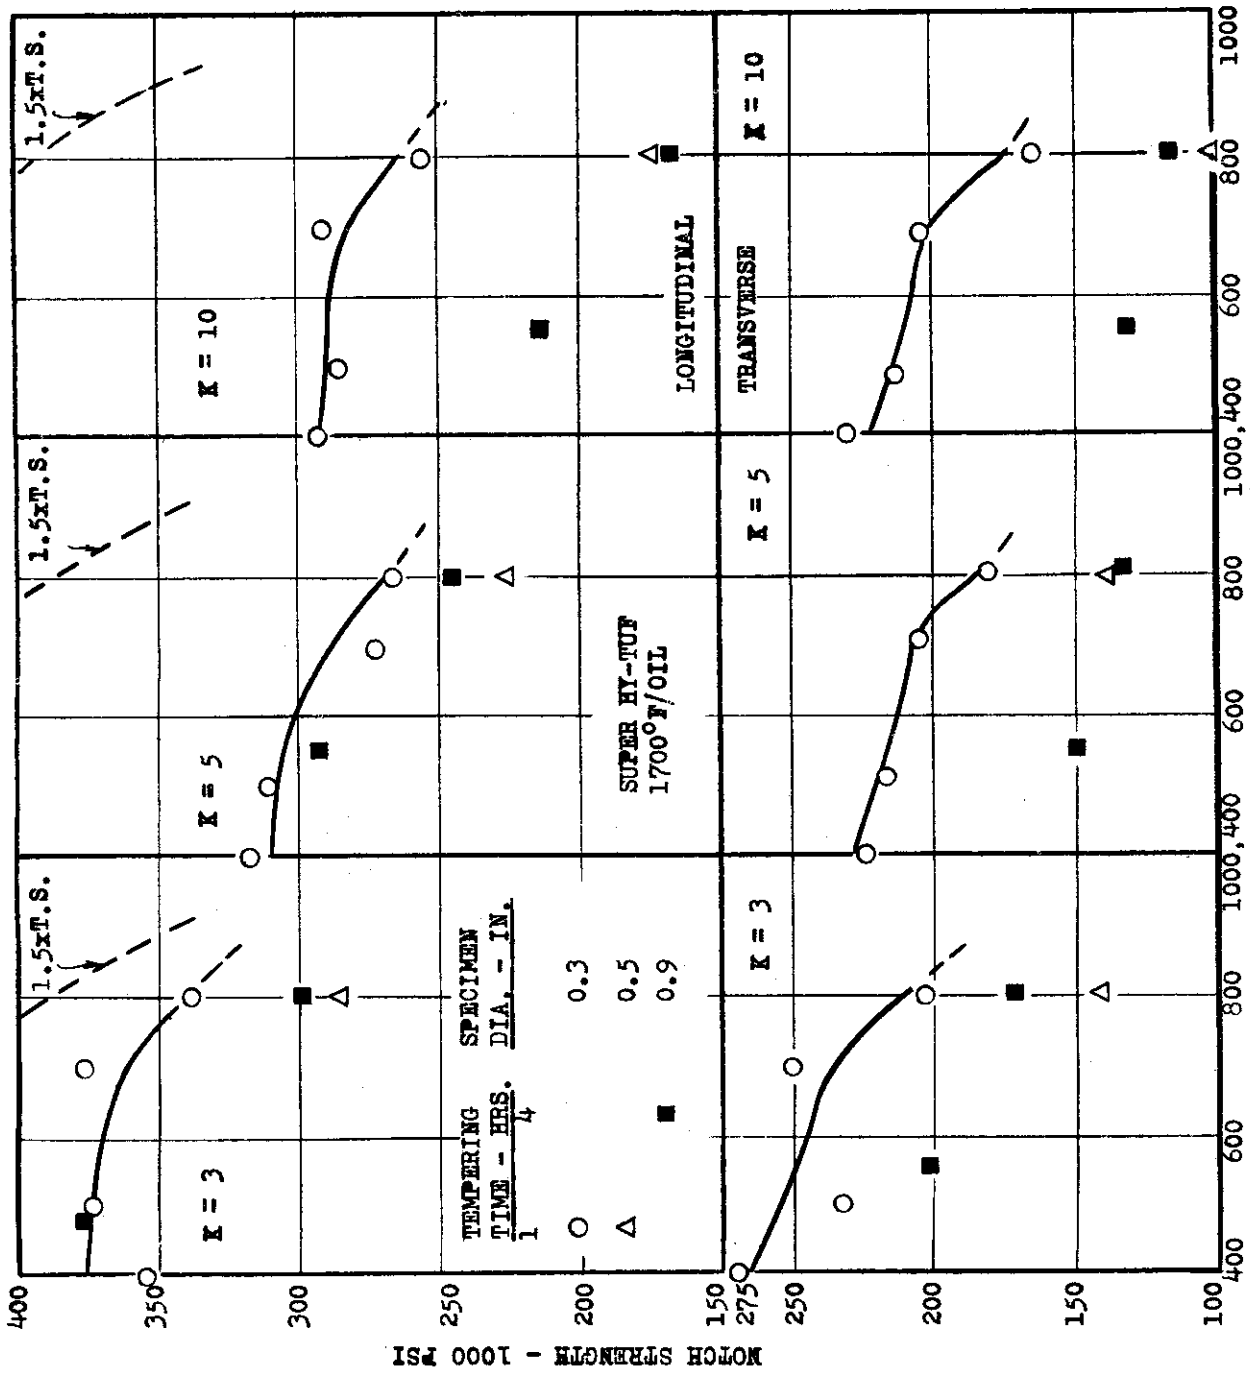 NOTCH STRENGTH - 1000 PSI
400
350
300
250
200
150
1.5xT.S.
1.5xT.S.
1.5xT.S.
K = 3
K = 5
K = 10
TEMPERING SPECIMEN
TIME - HRS. DIA. - IN.
1 4
0.3
0.5
0.9
SUPER HY-TUF
1700°F/OIL
LONGITUDINAL
TRANSVERSE
275
250
200
150
100
K = 3
K = 5
K = 10
400 600 800 1000,400 600 800 1000,400 600 800 1000